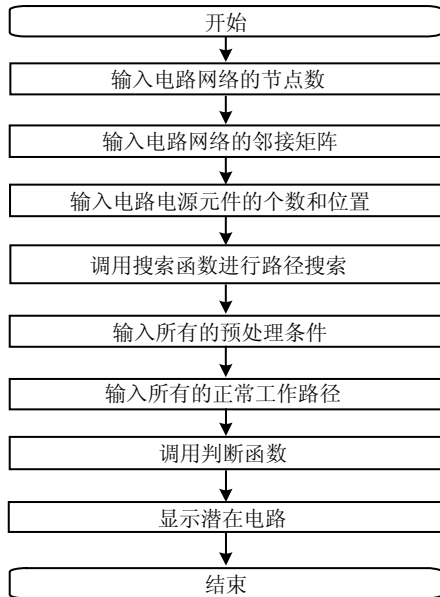 开始
输入电路网络的节点数
输入电路网络的邻接矩阵
输入电路电源元件的个数和位置
调用搜索函数进行路径搜索
输入所有的预处理条件
输入所有的正常工作路径
调用判断函数
显示潜在电路
结束